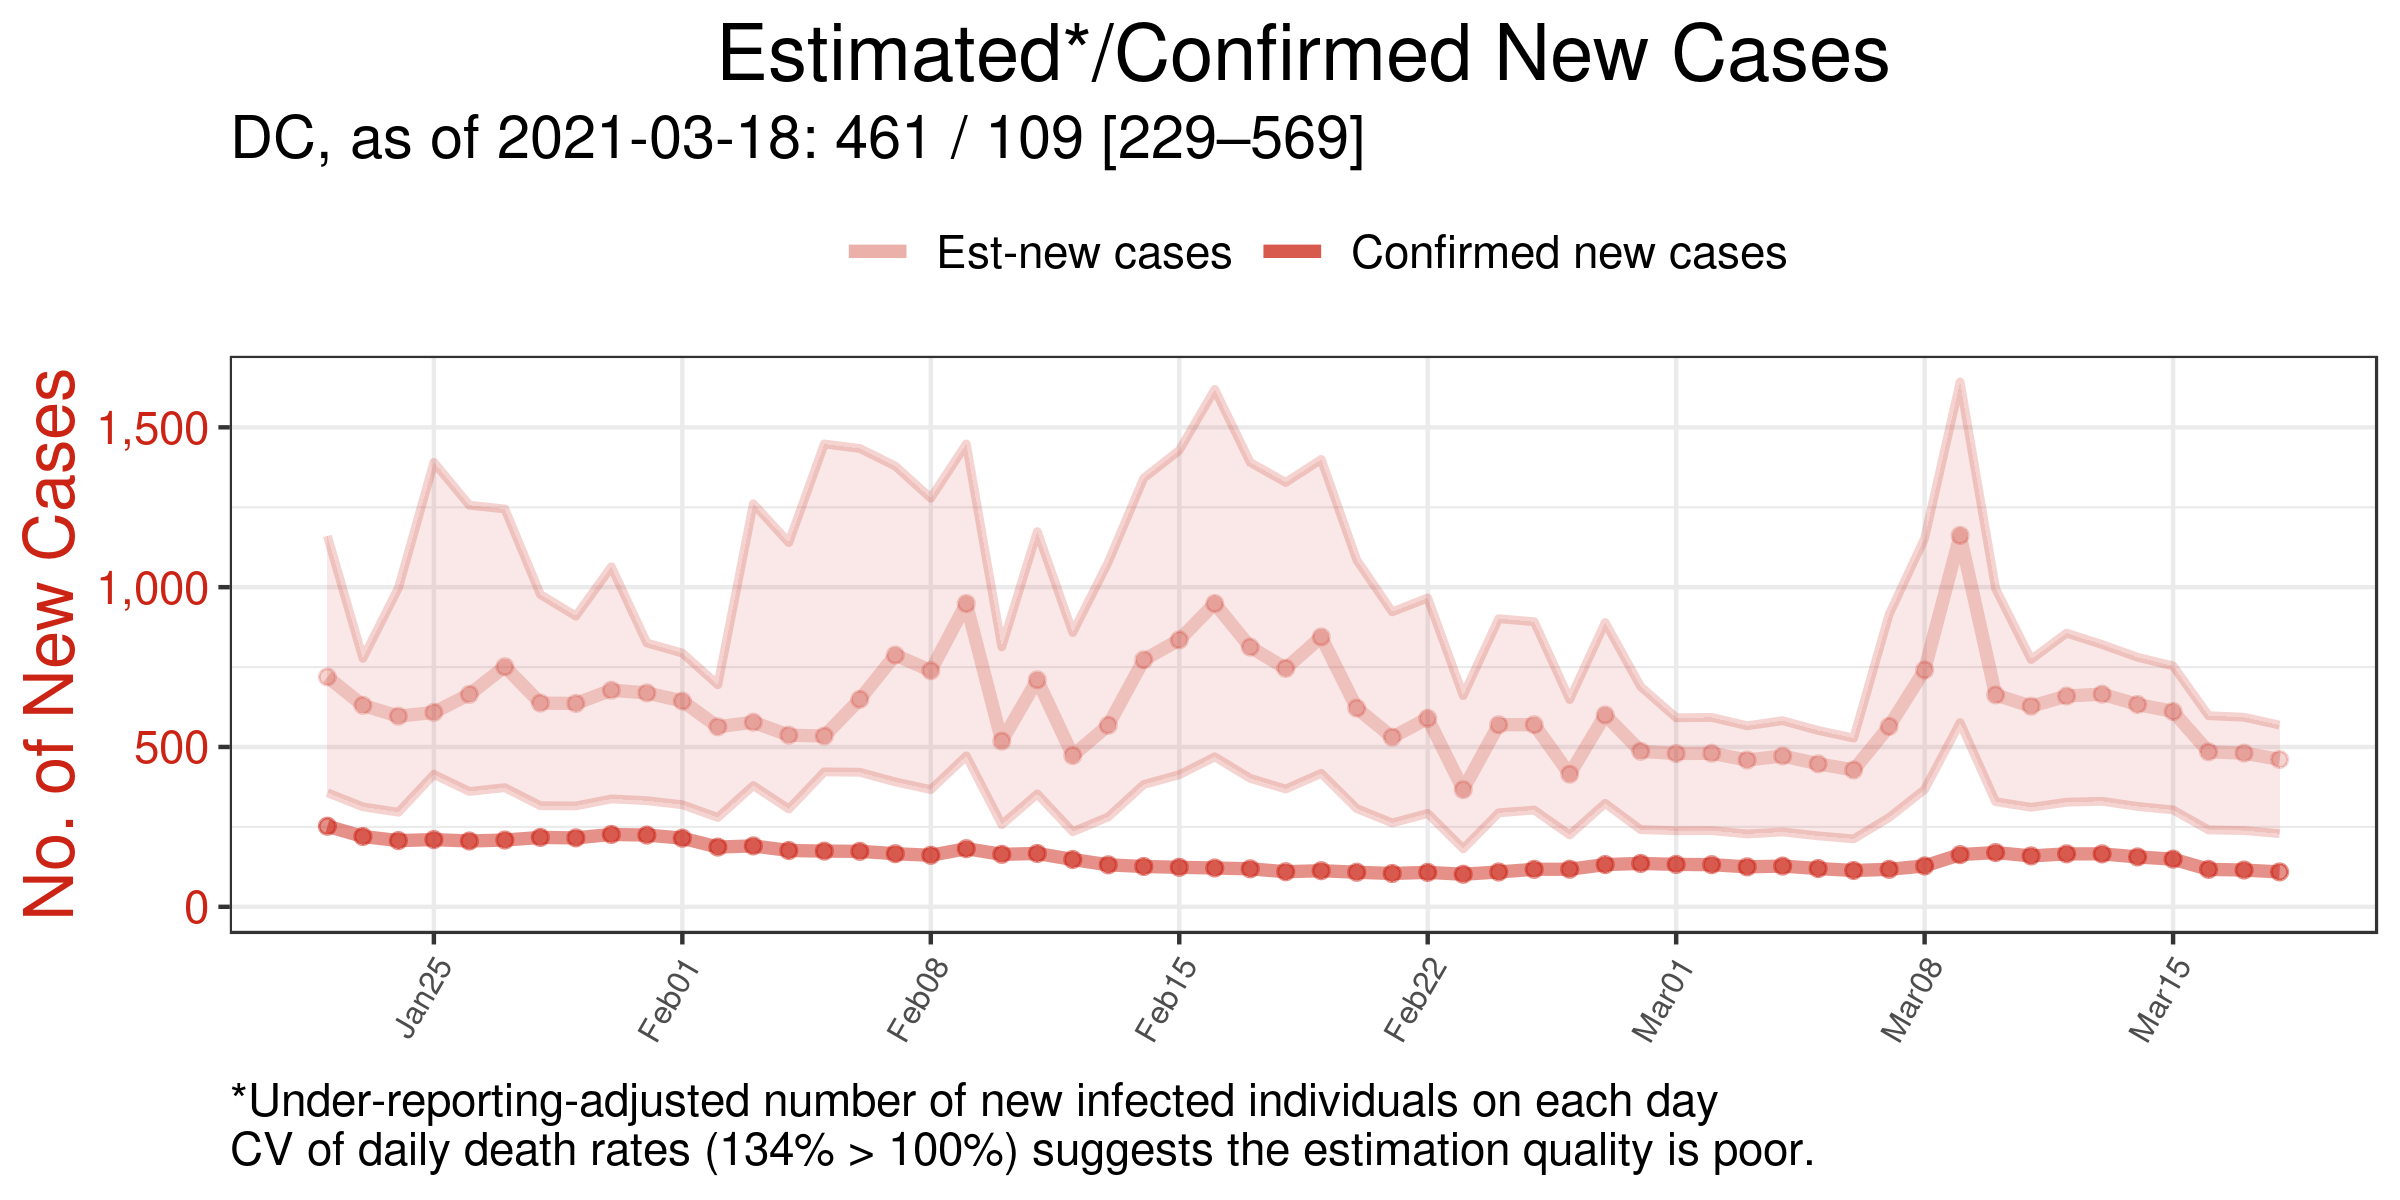 Estimated*/Confirmed New Cases
DC, as of 2021-03-18: 461 / 109 [229–569]
Est-new cases
Confirmed new cases
No. of New Cases
1,500
1,000
500
0
Jan25
Feb01
Feb08
Feb15
Feb22
Mar01
Mar08
Mar15
*Under-reporting-adjusted number of new infected individuals on each day
CV of daily death rates (134% > 100%) suggests the estimation quality is poor.